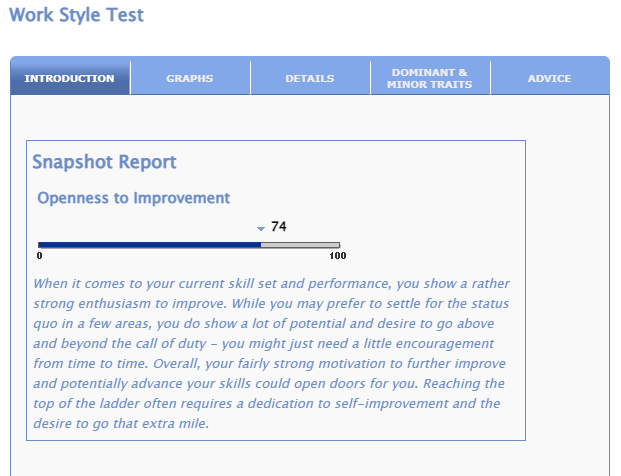 Work Style Test
INTRODUCTION
GRAPHS
DETAILS
DOMINANT &
MINOR TRAITS
ADVICE
Snapshot Report
Openness to Improvement
74
0 100
When it comes to your current skill set and performance, you show a rather
strong enthusiasm to improve. While you may prefer to settle for the status
quo in a few areas, you do show a lot of potential and desire to go above
and beyond the call of duty - you might just need a little encouragement
from time to time. Overall, your fairly strong motivation to further improve
and potentially advance your skills could open doors for you. Reaching the
top of the ladder often requires a dedication to self-improvement and the
desire to go that extra mile.